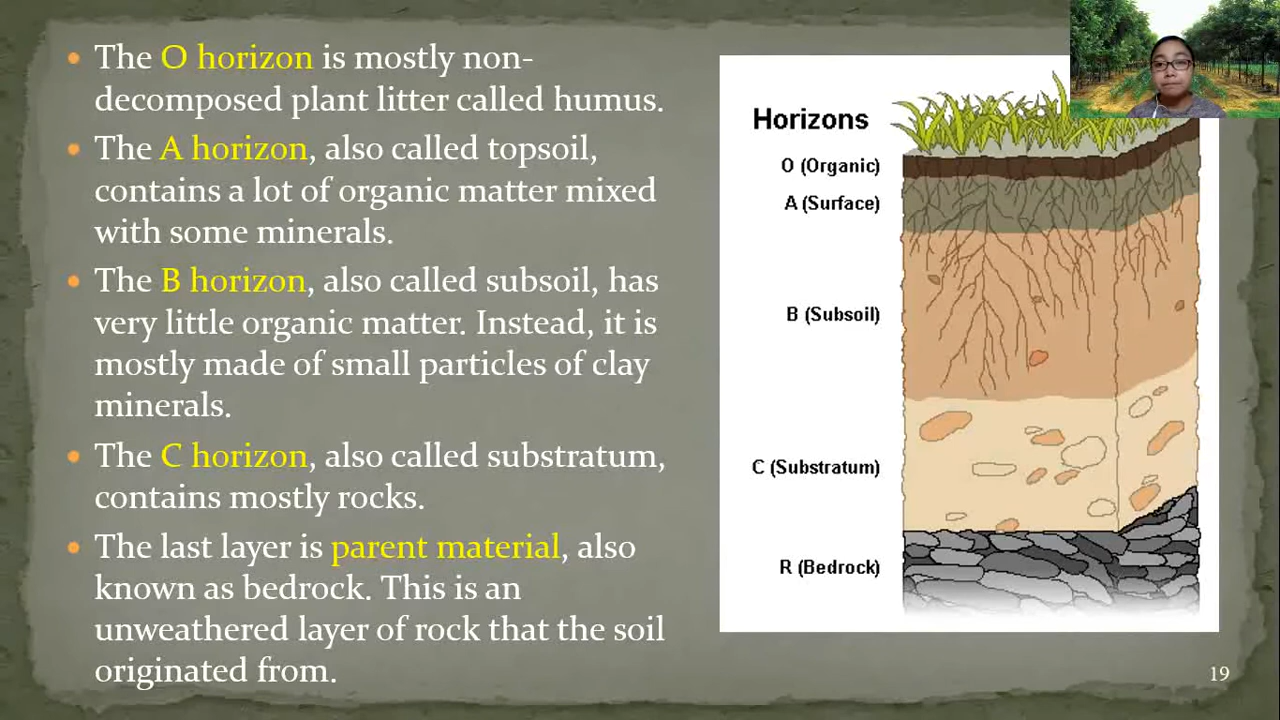 The O horizon is mostly non-
decomposed plant litter called humus.
The A horizon, also called topsoil,
contains a lot of organic matter mixed
with some minerals.
The B horizon, also called subsoil, has
very little organic matter. Instead, it is
mostly made of small particles of clay
minerals.
The C horizon, also called substratum,
contains mostly rocks.
The last layer is parent material, also
known as bedrock. This is an
unweathered layer of rock that the soil
originated from.
Horizons
O (Organic)
A (Surface)
B (Subsoil)
C (Substratum)
R (Bedrock)
19